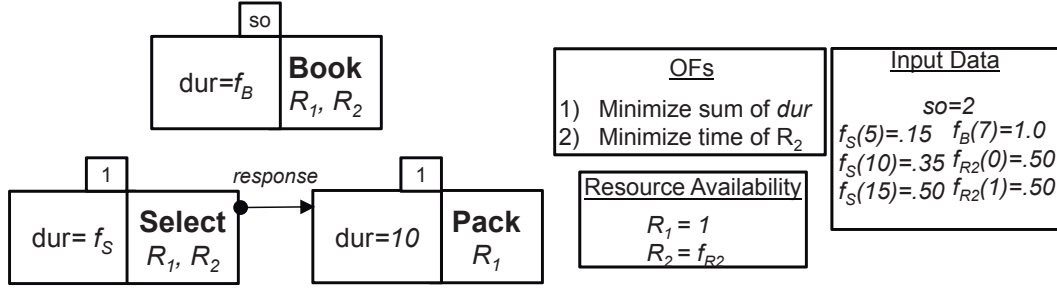 so
dur=f_B
Book
R_1, R_2
1
dur= f_S
Select
R_1, R_2
response
1
dur=10
Pack
R_1
OFs
1) Minimize sum of dur
2) Minimize time of R_2
Resource Availability
R_1 = 1
R_2 = f_R2
Input Data
so=2
f_S(5)=.15 f_B(7)=1.0
f_S(10)=.35 f_R2(0)=.50
f_S(15)=.50 f_R2(1)=.50